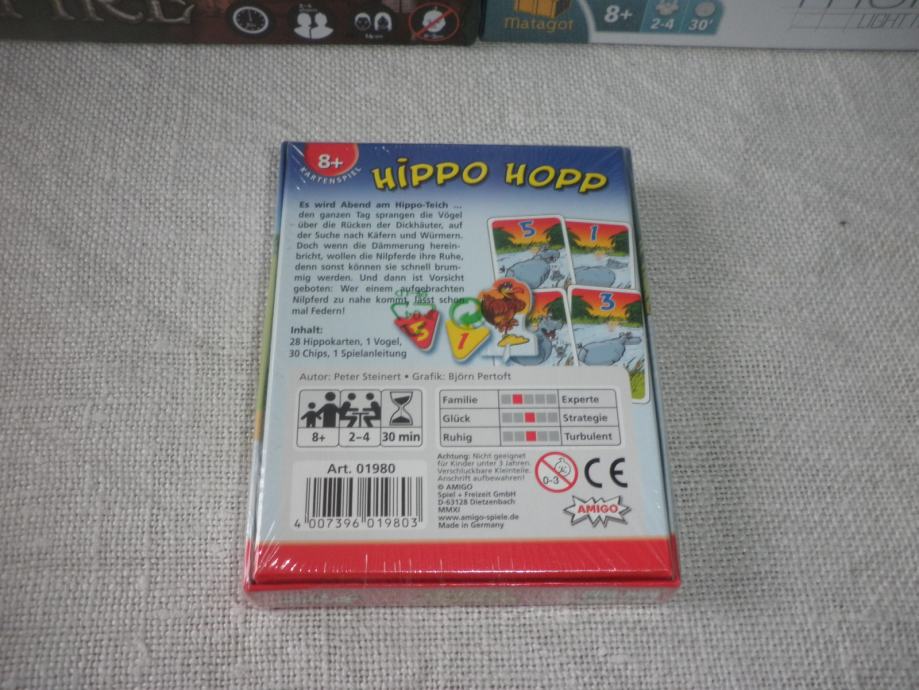 Matagot
8+
2-4
30'
LIGHT
8+
KARTENSPIEL
HiPPO HOPP
Es wird Abend am Hippo-Teich ...
den ganzen Tag sprangen die Vögel
über die Rücken der Dickhäuter, auf
der Suche nach Käfern und Würmern.
Doch wenn die Dämmerung herein-
bricht, wollen die Nilpferde ihre Ruhe,
denn sonst können sie schnell brum-
mig werden. Und dann ist Vorsicht
geboten: Wer einem aufgebrachten
Nilpferd zu nahe kommt, lässt schon
mal Federn!
5
1
3
1
Inhalt:
28 Hippokarten, 1 Vogel,
30 Chips, 1 Spielanleitung
Autor: Peter Steinert • Grafik: Björn Pertoft
8+
2–4
30 min
Familie Experte
Glück Strategie
Ruhig Turbulent
Art. 01980
4 007396 019803
Achtung: Nicht geeignet
für Kinder unter 3 Jahren.
Verschluckbare Kleinteile.
Anschrift aufbewahren!
© AMIGO
Spiel + Freizeit GmbH
D-63128 Dietzenbach
MMXI
www.amigo-spiele.de
Made in Germany
0-3
CE
AMIGO